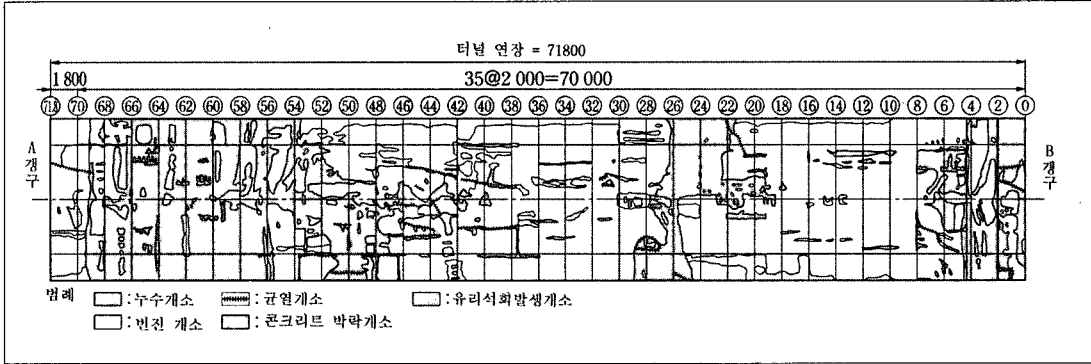 터널 연장 = 71800
1 800 35@2 000=70 000
70 68 66 64 62 60 58 56 54 52 50 48 46 44 42 40 38 36 34 32 30 28 26 24 22 20 18 16 14 12 10 8 6 4 2 0
A갱구
B갱구
범례 : 누수개소 : 균열개소 : 유리석회발생개소
: 번진 개소 : 콘크리트 박락개소